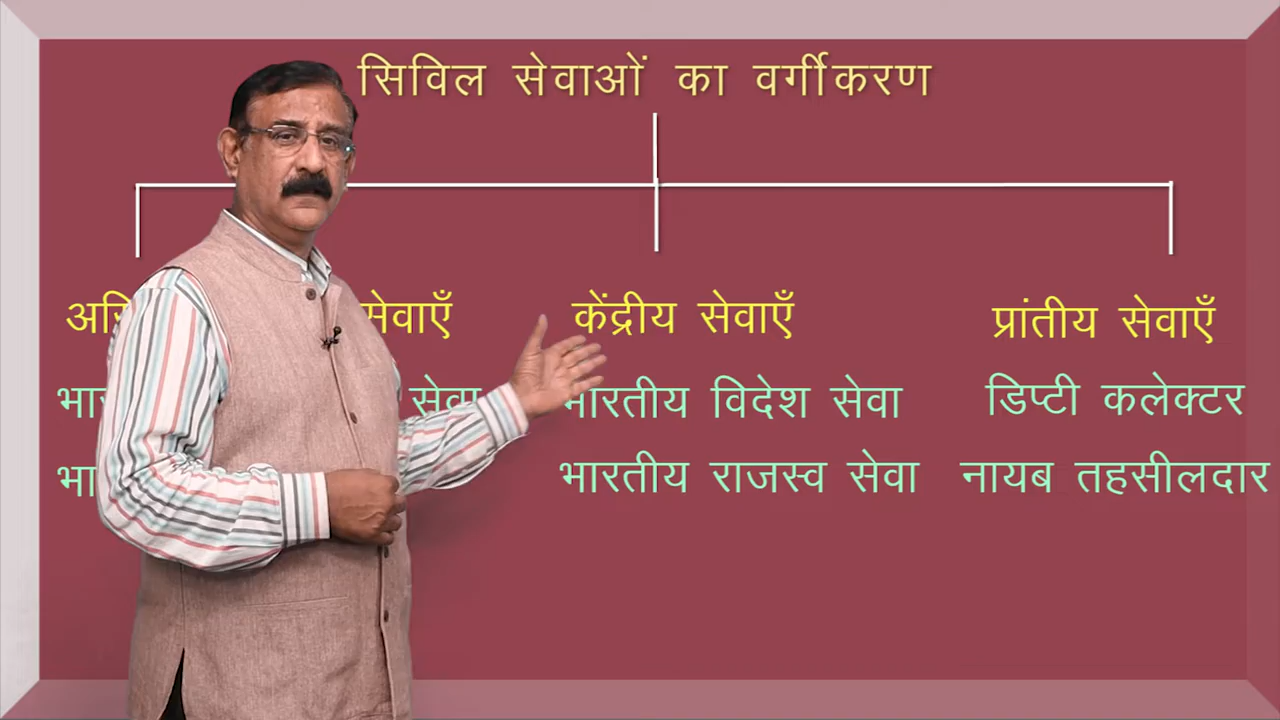 सिविल सेवाओं का वर्गीकरण
सेवाएँ केंद्रीय सेवाएँ प्रांतीय सेवाएँ
सेवा भारतीय विदेश सेवा डिप्टी कलेक्टर
भारतीय राजस्व सेवा नायब तहसीलदार